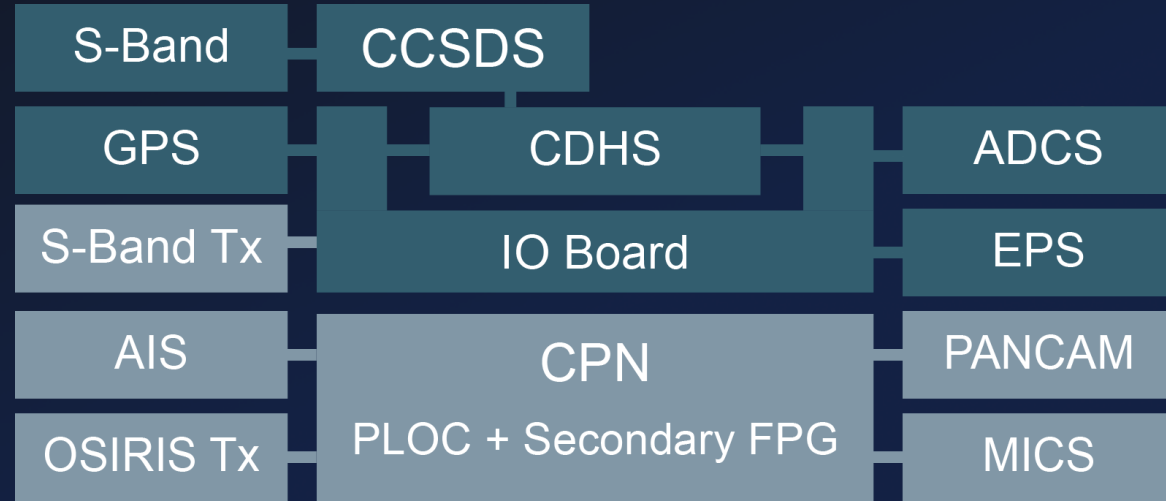 S-Band
CCSDS
GPS
CDHS
ADCS
S-Band Tx
IO Board
EPS
AIS
CPN
PANCAM
OSIRIS Tx
PLOC + Secondary FPG
MICS